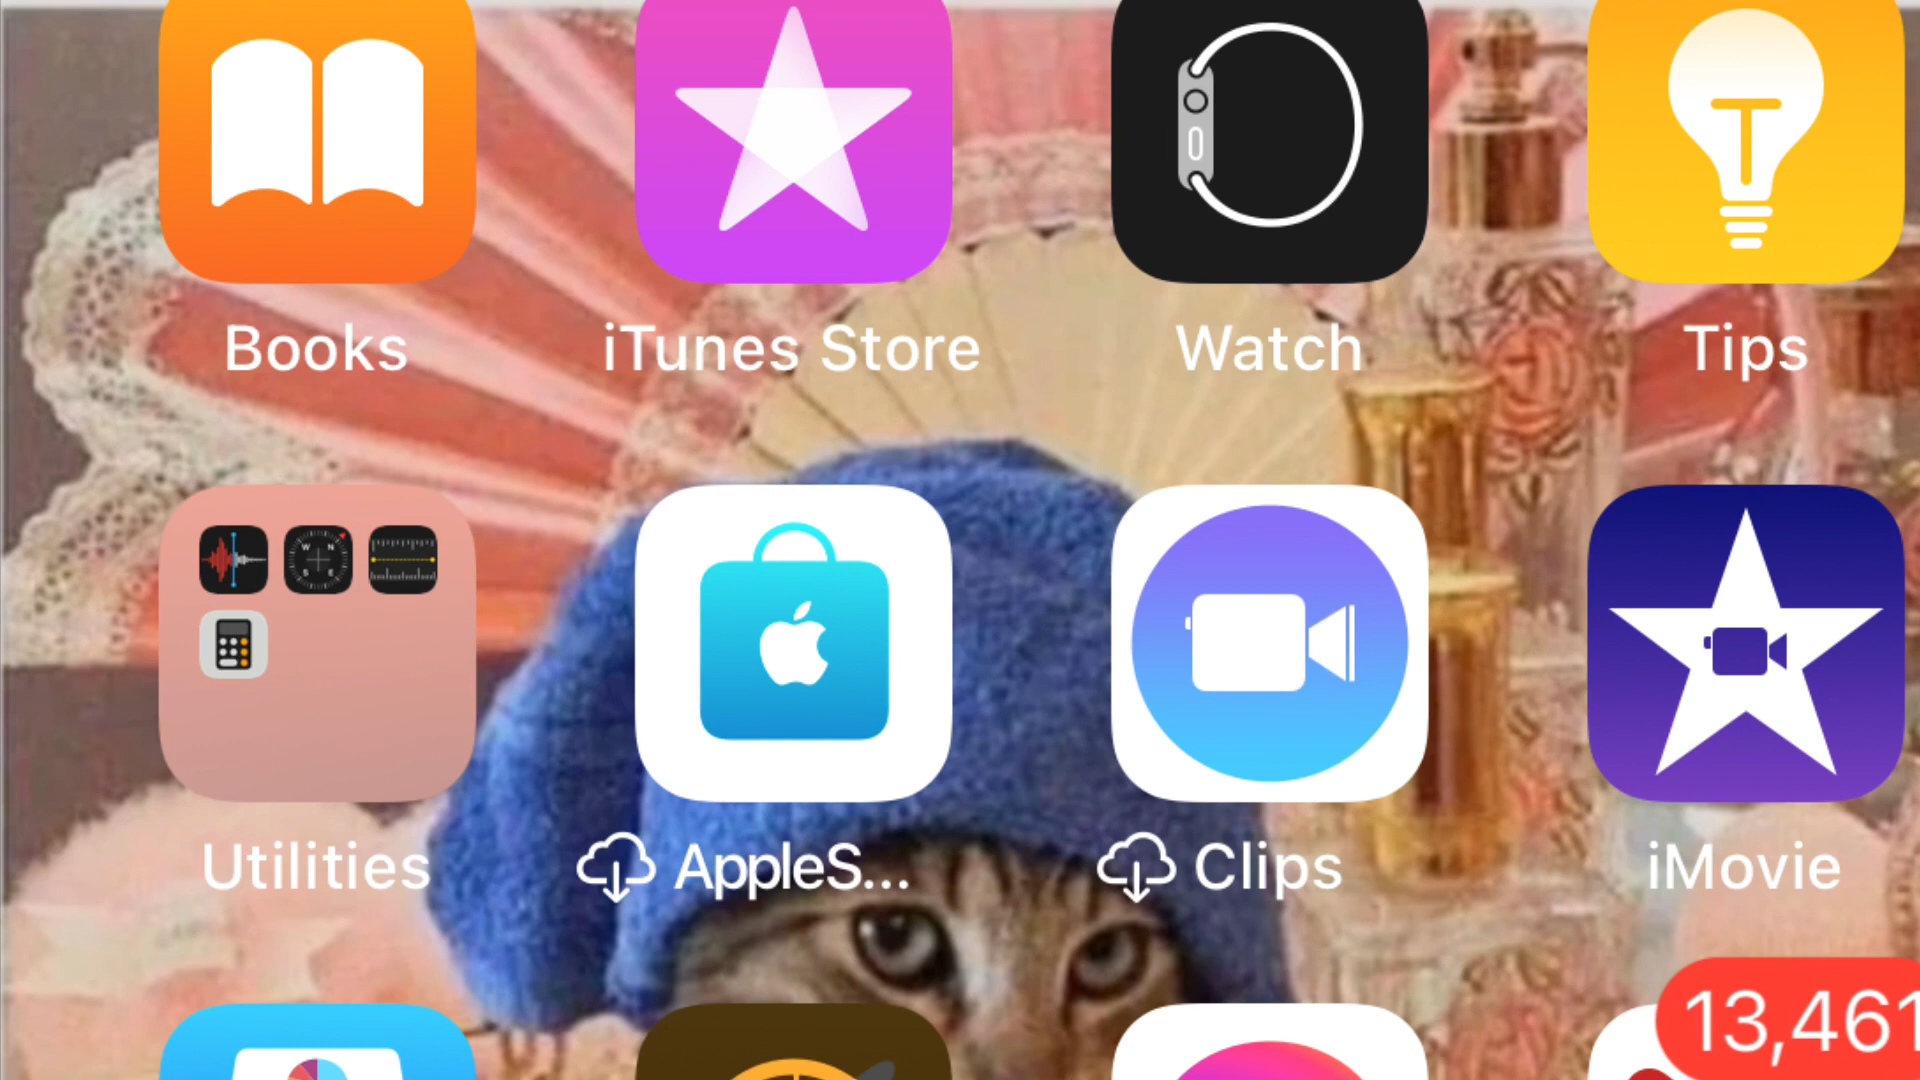 Books
iTunes Store
Watch
Tips
Utilities
AppleS...
Clips
iMovie
13,461